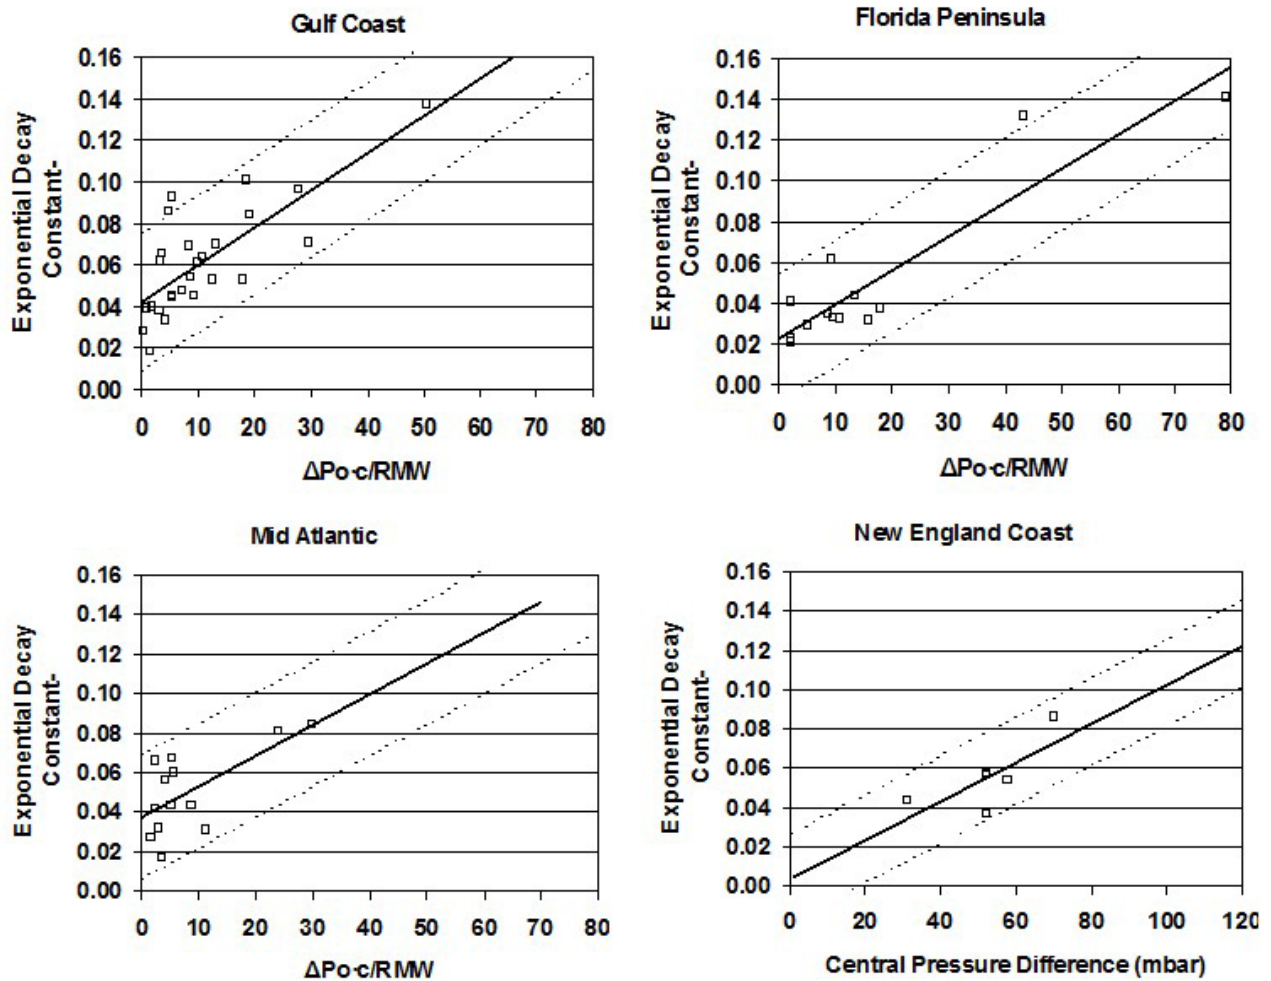 Gulf Coast
Exponential Decay
Constant-
0.16
0.14
0.12
0.10
0.08
0.06
0.04
0.02
0.00
0 10 20 30 40 50 60 70 80
ΔPo·c/RMW
Florida Peninsula
Exponential Decay
Constant-
0.16
0.14
0.12
0.10
0.08
0.06
0.04
0.02
0.00
0 10 20 30 40 50 60 70 80
ΔPo·c/RMW
Mid Atlantic
Exponential Decay
Constant-
0.16
0.14
0.12
0.10
0.08
0.06
0.04
0.02
0.00
0 10 20 30 40 50 60 70 80
ΔPo·c/RMW
New England Coast
Exponential Decay
Constant-
0.16
0.14
0.12
0.10
0.08
0.06
0.04
0.02
0.00
0 20 40 60 80 100 120
Central Pressure Difference (mbar)